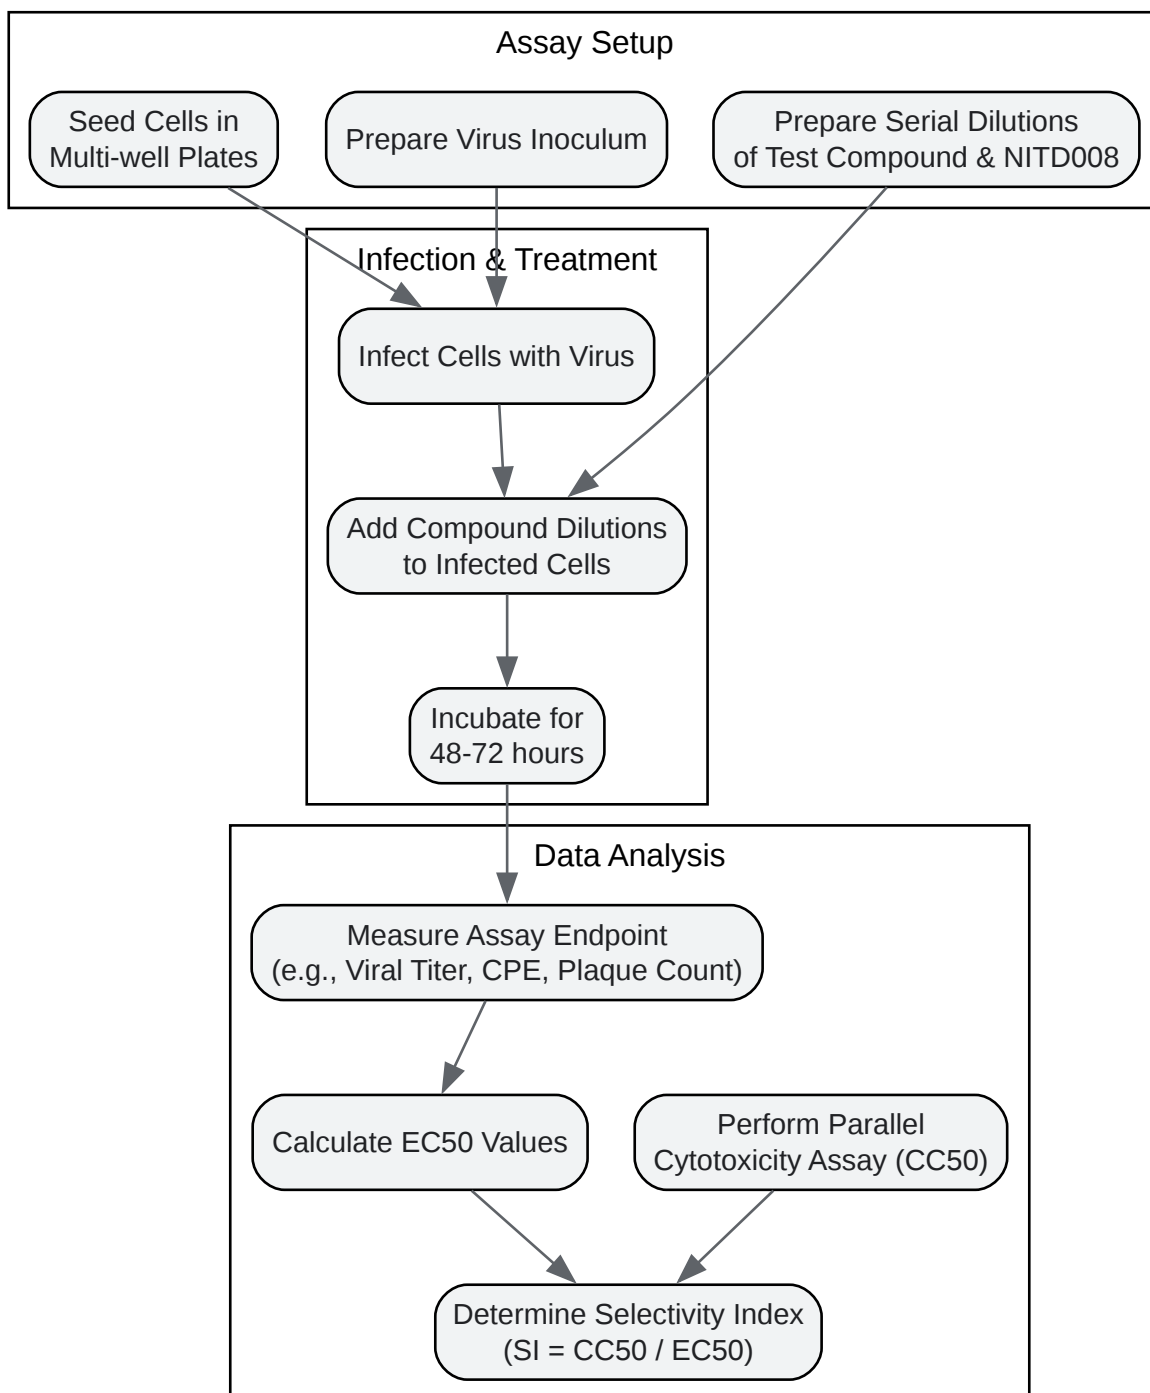 Assay Setup
Seed Cells in
Multi-well Plates
Prepare Virus Inoculum
Prepare Serial Dilutions
of Test Compound & NITD008
Infection & Treatment
Infect Cells with Virus
Add Compound Dilutions
to Infected Cells
Incubate for
48-72 hours
Data Analysis
Measure Assay Endpoint
(e.g., Viral Titer, CPE, Plaque Count)
Calculate EC50 Values
Perform Parallel
Cytotoxicity Assay (CC50)
Determine Selectivity Index
(SI = CC50 / EC50)